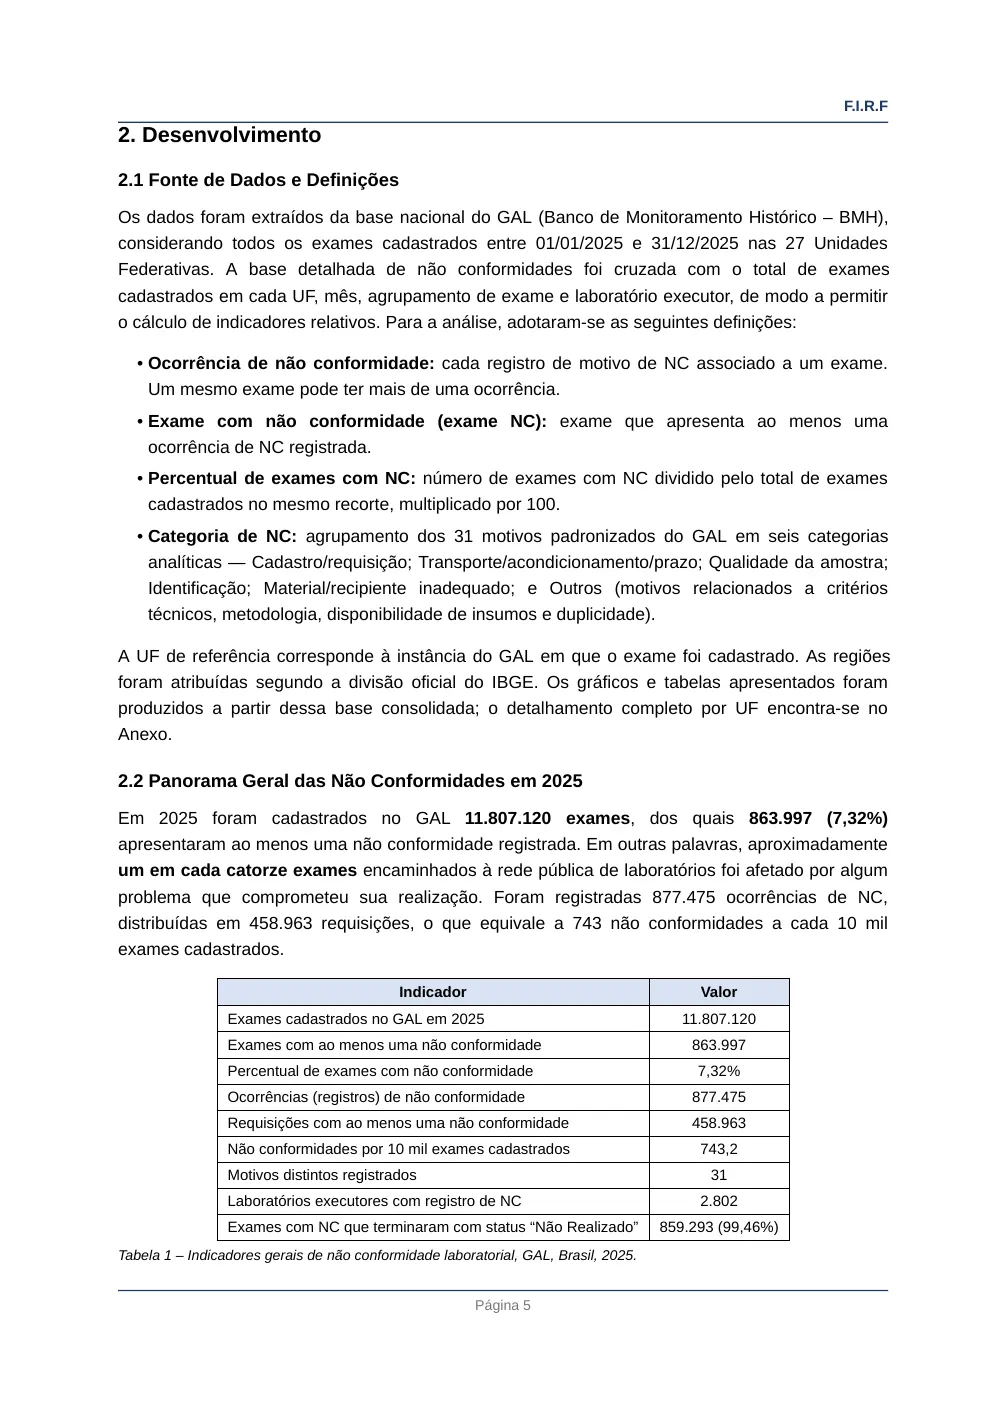 F.I.R.F
2. Desenvolvimento
2.1 Fonte de Dados e Definições
Os dados foram extraídos da base nacional do GAL (Banco de Monitoramento Histórico – BMH),
considerando todos os exames cadastrados entre 01/01/2025 e 31/12/2025 nas 27 Unidades
Federativas. A base detalhada de não conformidades foi cruzada com o total de exames
cadastrados em cada UF, mês, agrupamento de exame e laboratório executor, de modo a permitir
o cálculo de indicadores relativos. Para a análise, adotaram-se as seguintes definições:
• Ocorrência de não conformidade: cada registro de motivo de NC associado a um exame.
Um mesmo exame pode ter mais de uma ocorrência.
• Exame com não conformidade (exame NC): exame que apresenta ao menos uma
ocorrência de NC registrada.
• Percentual de exames com NC: número de exames com NC dividido pelo total de exames
cadastrados no mesmo recorte, multiplicado por 100.
• Categoria de NC: agrupamento dos 31 motivos padronizados do GAL em seis categorias
analíticas — Cadastro/requisição; Transporte/acondicionamento/prazo; Qualidade da amostra;
Identificação; Material/recipiente inadequado; e Outros (motivos relacionados a critérios
técnicos, metodologia, disponibilidade de insumos e duplicidade).
A UF de referência corresponde à instância do GAL em que o exame foi cadastrado. As regiões
foram atribuídas segundo a divisão oficial do IBGE. Os gráficos e tabelas apresentados foram
produzidos a partir dessa base consolidada; o detalhamento completo por UF encontra-se no
Anexo.
2.2 Panorama Geral das Não Conformidades em 2025
Em 2025 foram cadastrados no GAL 11.807.120 exames, dos quais 863.997 (7,32%)
apresentaram ao menos uma não conformidade registrada. Em outras palavras, aproximadamente
um em cada catorze exames encaminhados à rede pública de laboratórios foi afetado por algum
problema que comprometeu sua realização. Foram registradas 877.475 ocorrências de NC,
distribuídas em 458.963 requisições, o que equivale a 743 não conformidades a cada 10 mil
exames cadastrados.
Indicador Valor
Exames cadastrados no GAL em 2025 11.807.120
Exames com ao menos uma não conformidade 863.997
Percentual de exames com não conformidade 7,32%
Ocorrências (registros) de não conformidade 877.475
Requisições com ao menos uma não conformidade 458.963
Não conformidades por 10 mil exames cadastrados 743,2
Motivos distintos registrados 31
Laboratórios executores com registro de NC 2.802
Exames com NC que terminaram com status “Não Realizado” 859.293 (99,46%)
Tabela 1 – Indicadores gerais de não conformidade laboratorial, GAL, Brasil, 2025.
Página 5